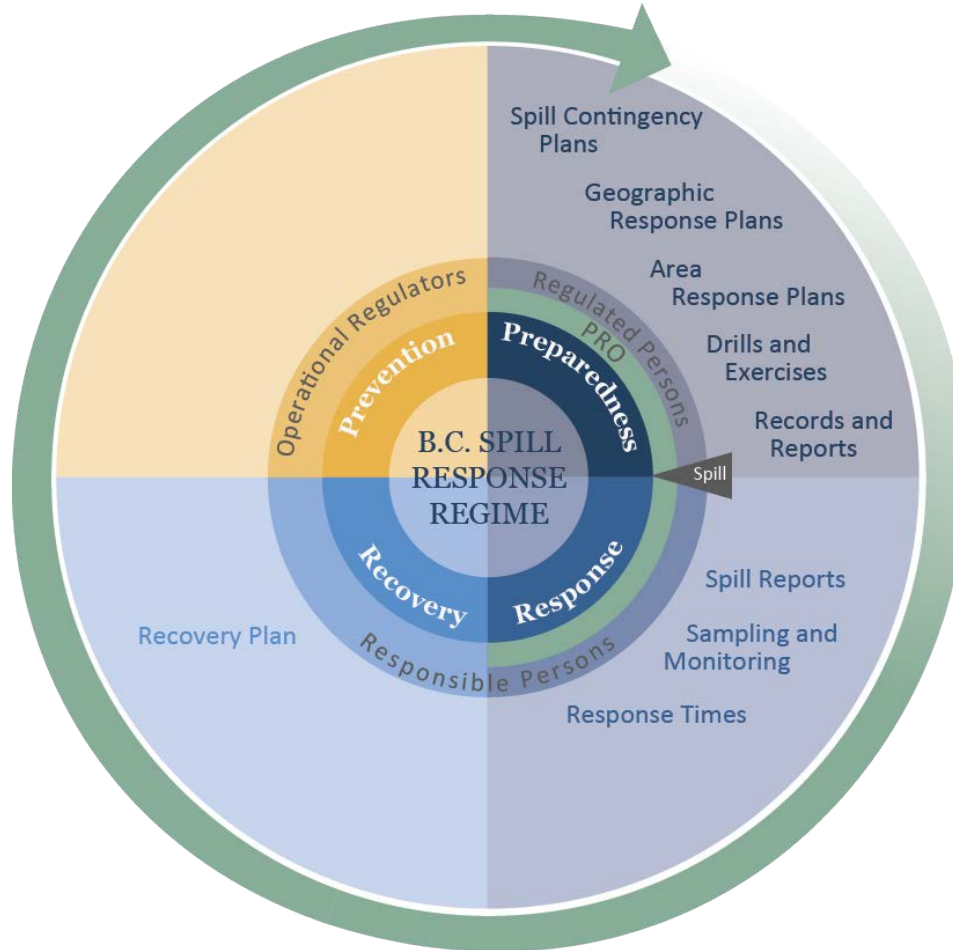 B.C. SPILL
RESPONSE
REGIME
Prevention
Preparedness
Response
Recovery
Operational Regulators
Regulated Persons
PRO
Responsible Persons
Spill
Spill Contingency
Plans
Geographic
Response Plans
Area
Response Plans
Drills and
Exercises
Records and
Reports
Spill Reports
Sampling and
Monitoring
Response Times
Recovery Plan